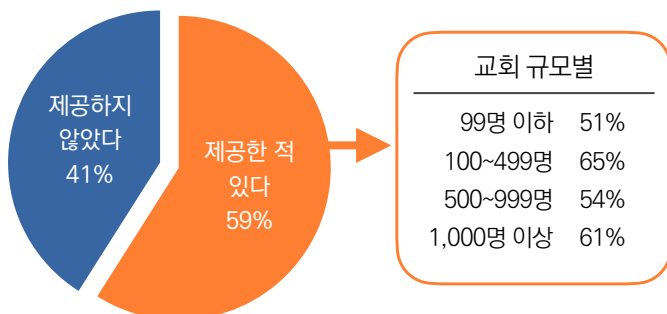 제공하지
않았다
41%
제공한 적
있다
59%
교회 규모별
99명 이하 51%
100~499명 65%
500~999명 54%
1,000명 이상 61%